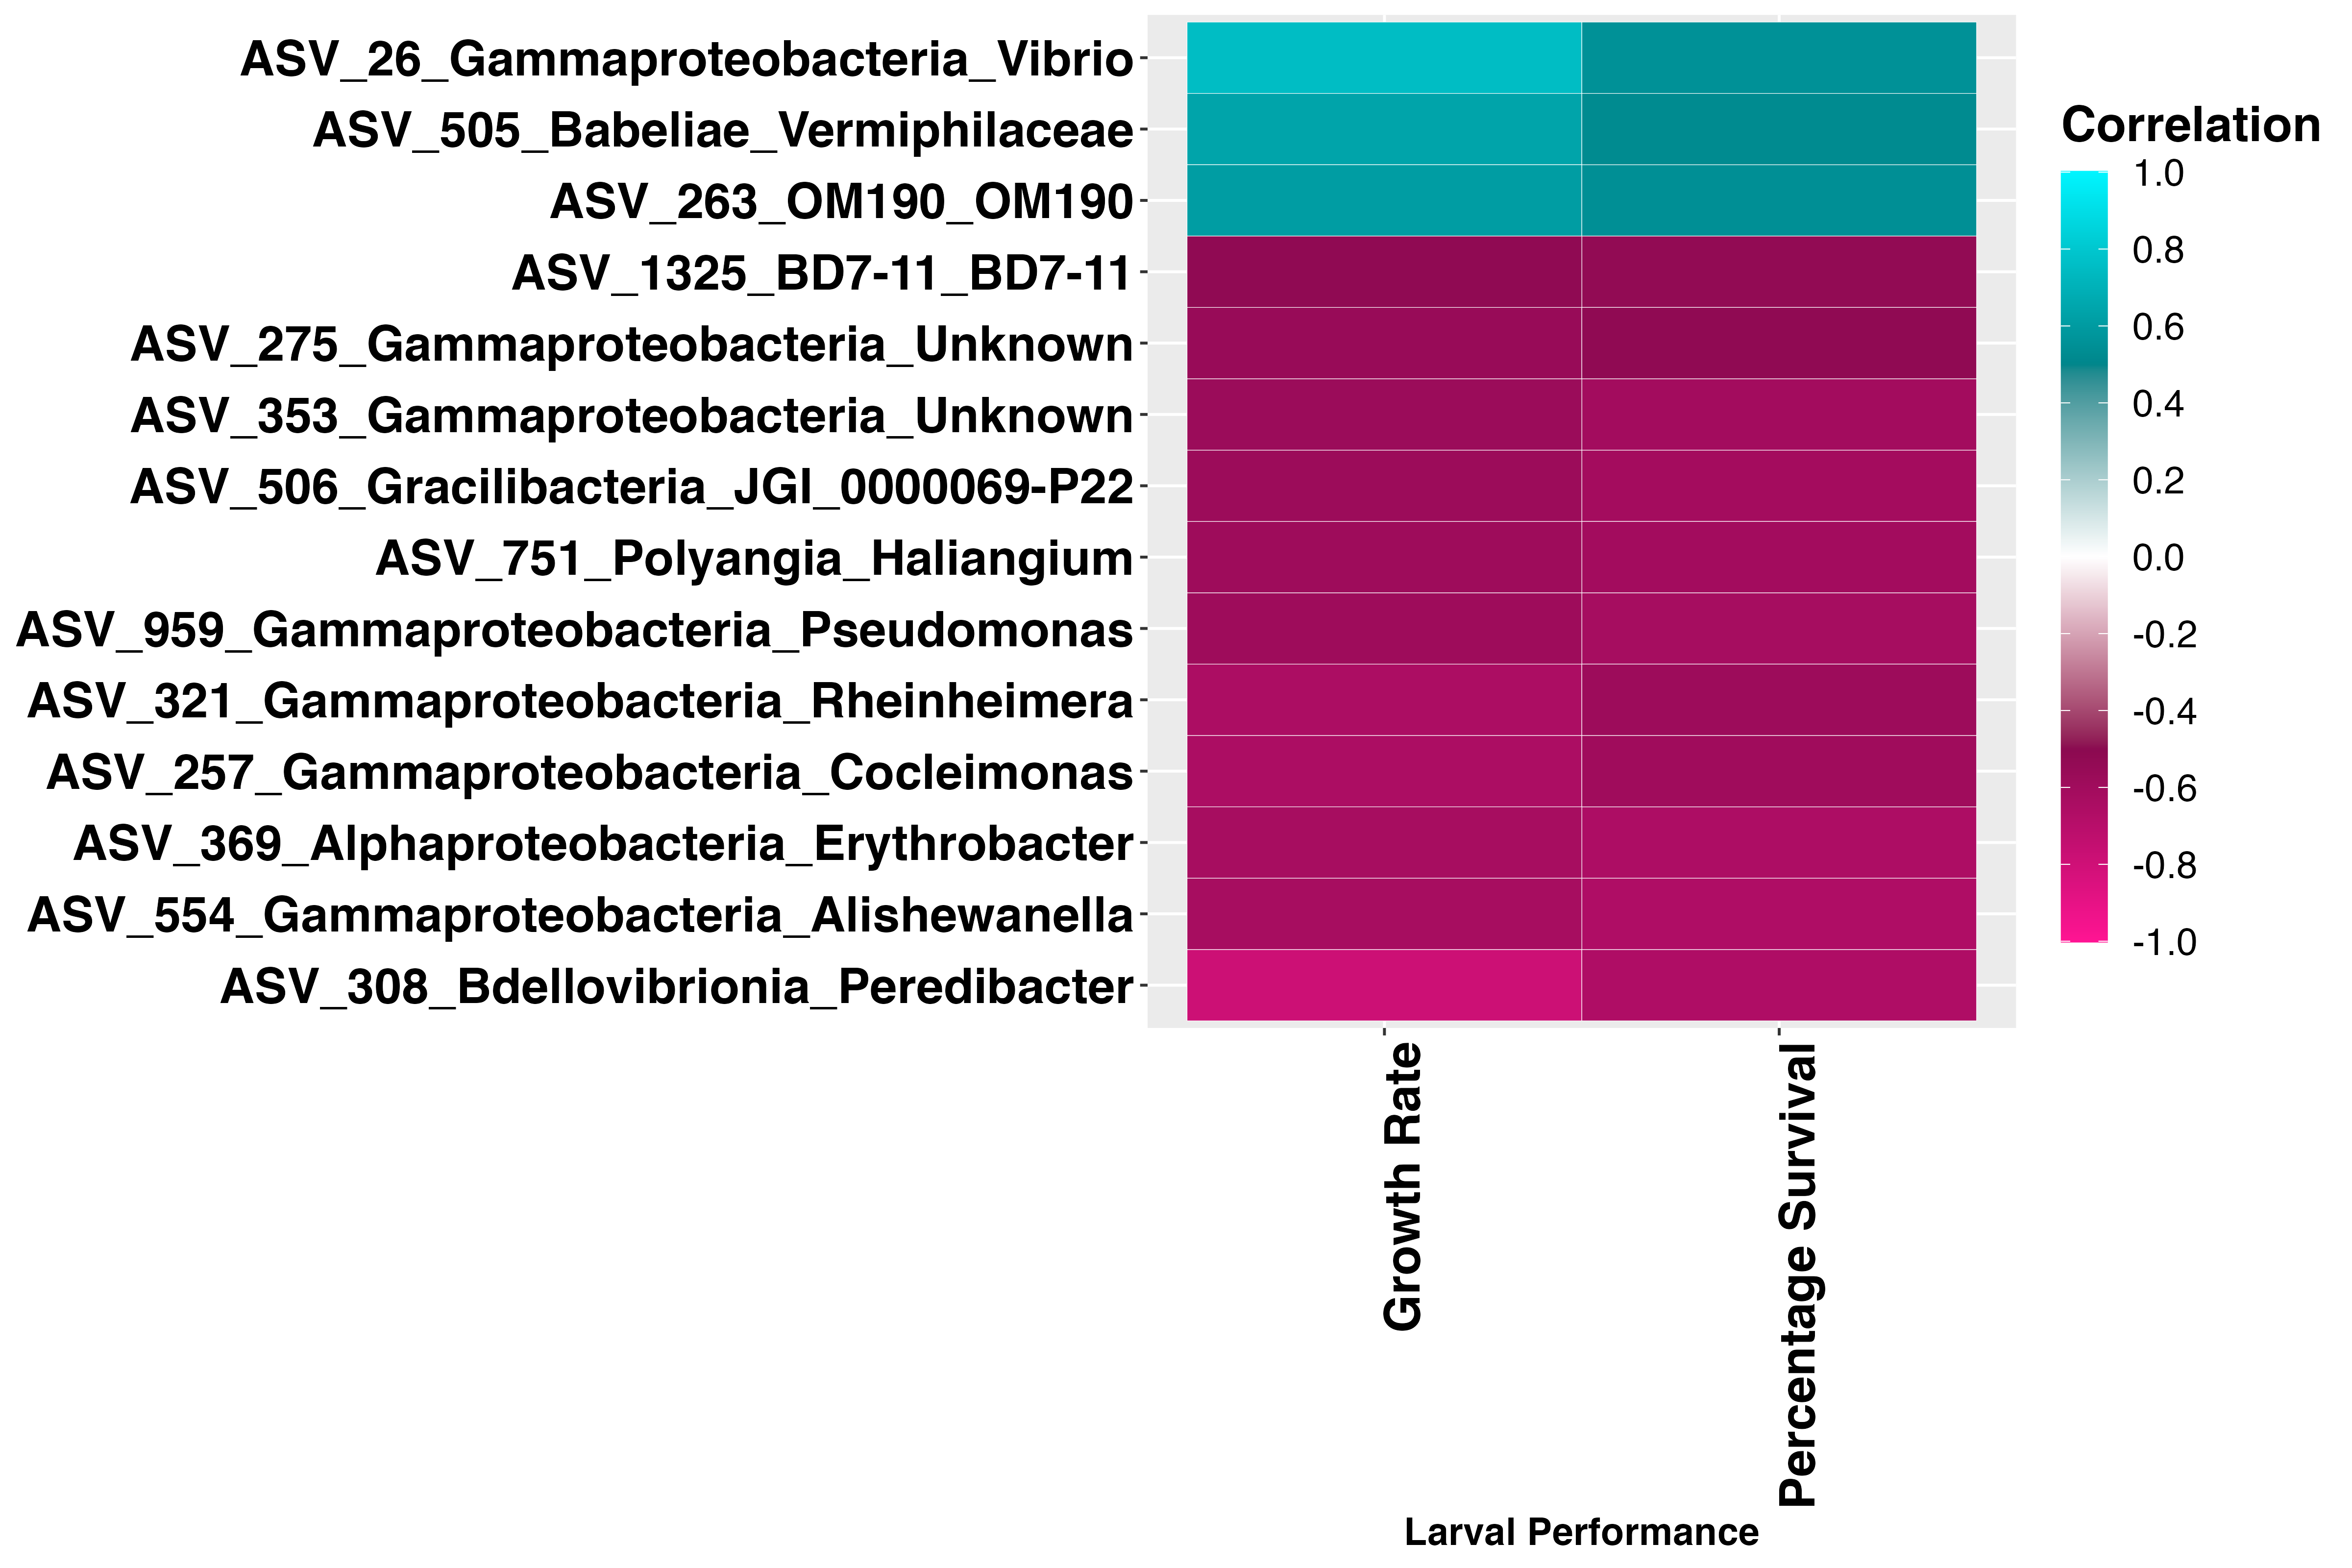 ASV_26_Gammaproteobacteria_Vibrio
ASV_505_Babeliae_Vermiphilaceae
ASV_263_OM190_OM190
ASV_1325_BD7-11_BD7-11
ASV_275_Gammaproteobacteria_Unknown
ASV_353_Gammaproteobacteria_Unknown
ASV_506_Gracilibacteria_JGI_0000069-P22
ASV_751_Polyangia_Haliangium
ASV_959_Gammaproteobacteria_Pseudomonas
ASV_321_Gammaproteobacteria_Rheinheimera
ASV_257_Gammaproteobacteria_Cocleimonas
ASV_369_Alphaproteobacteria_Erythrobacter
ASV_554_Gammaproteobacteria_Alishewanella
ASV_308_Bdellovibrionia_Peredibacter
Growth Rate
Percentage Survival
Larval Performance
Correlation
1.0
0.8
0.6
0.4
0.2
0.0
-0.2
-0.4
-0.6
-0.8
-1.0